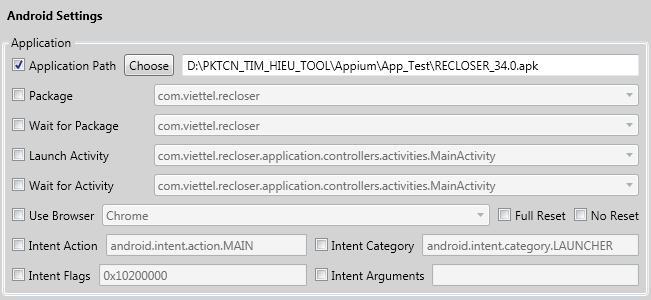 Android Settings
Application
Application Path Choose D:\PKTCN_TIM_HIEU_TOOL\Appium\App_Test\RECLOSER_34.0.apk
Package com.viettel.recloser
Wait for Package com.viettel.recloser
Launch Activity com.viettel.recloser.application.controllers.activities.MainActivity
Wait for Activity com.viettel.recloser.application.controllers.activities.MainActivity
Use Browser Chrome Full Reset No Reset
Intent Action android.intent.action.MAIN Intent Category android.intent.category.LAUNCHER
Intent Flags 0x10200000 Intent Arguments